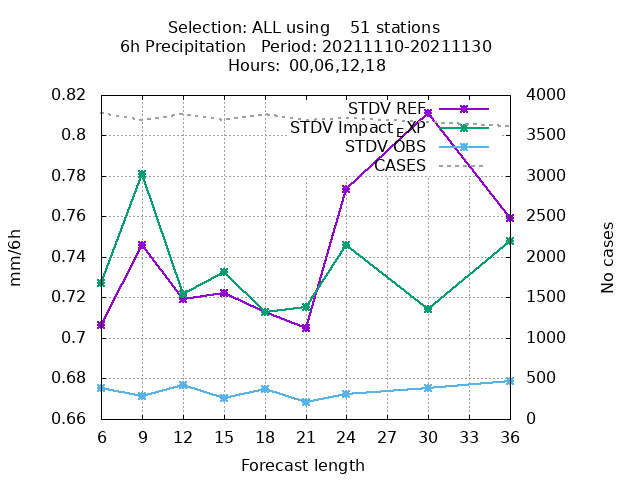 Selection: ALL using    51 stations
6h Precipitation   Period: 20211110-20211130
Hours:  00,06,12,18
STDV REF
STDV Impact_EXP
STDV OBS
CASES
0.82
0.8
0.78
0.76
0.74
0.72
0.7
0.68
0.66
mm/6h
4000
3500
3000
2500
2000
1500
1000
500
0
No cases
6 9 12 15 18 21 24 27 30 33 36
Forecast length